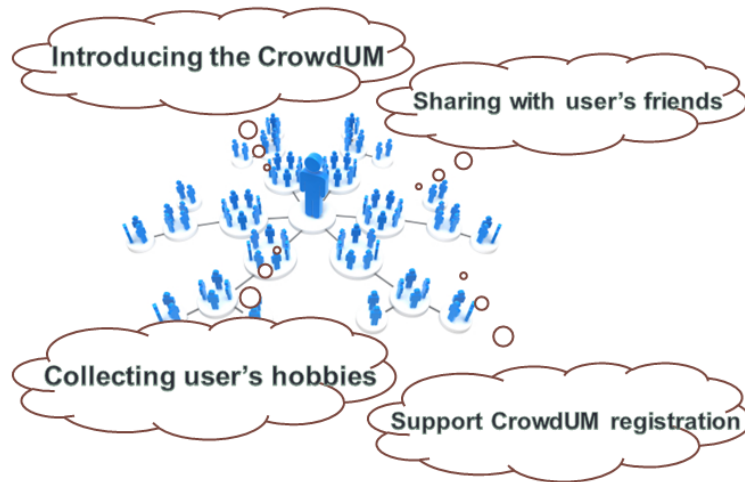 Introducing the CrowdUM
Sharing with user's friends
Collecting user's hobbies
Support CrowdUM registration